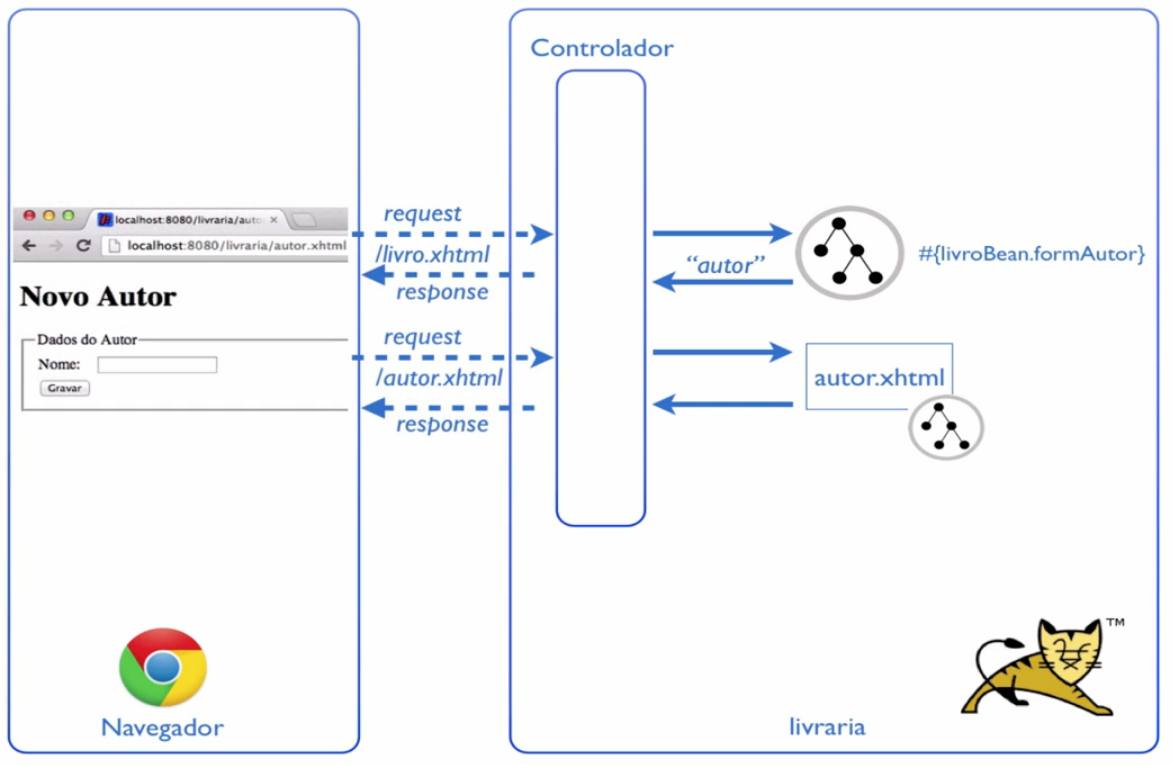 Controlador
localhost:8080/livraria/auto
localhost:8080/livraria/autor.xhtml
Novo Autor
Dados do Autor
Nome:
Gravar
request
/livro.xhtml
response
request
/autor.xhtml
response
“autor”
#{livroBean.formAutor}
autor.xhtml
Navegador
livraria
TM